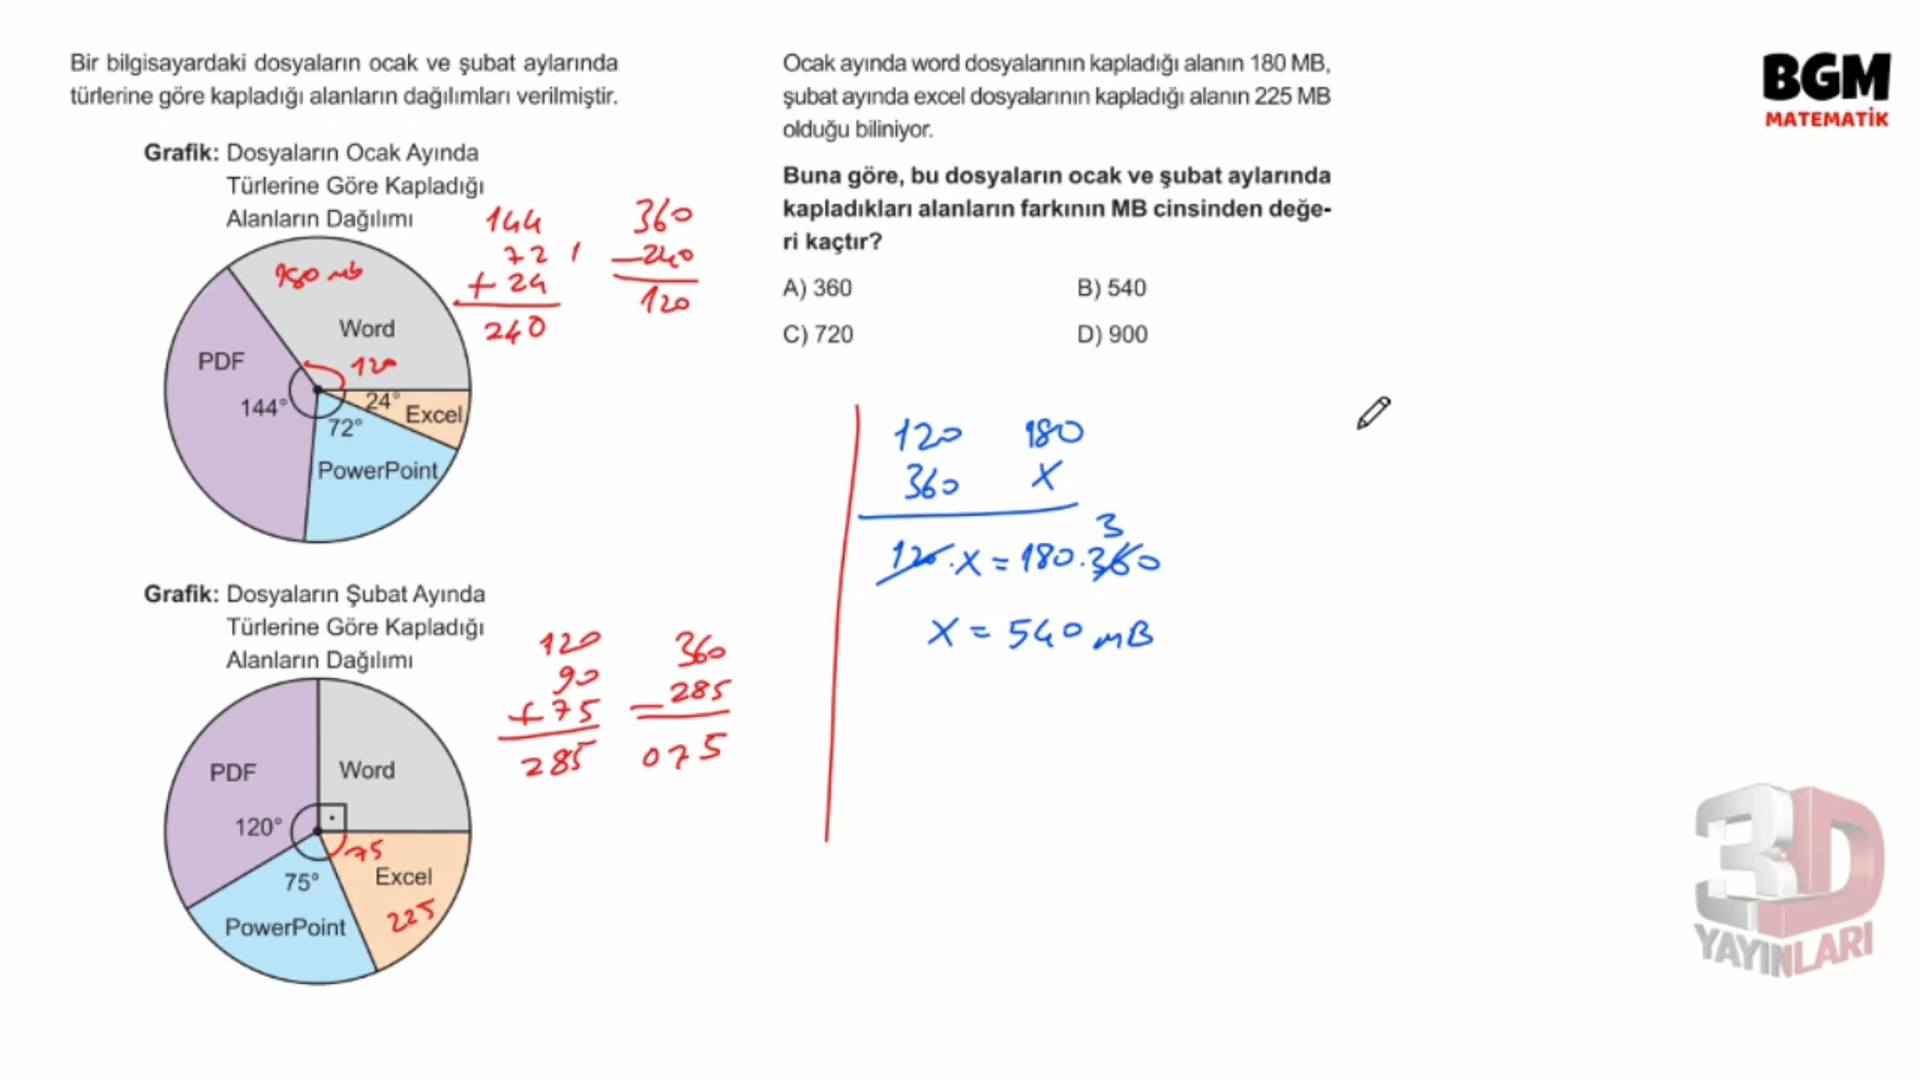 Bir bilgisayardaki dosyaların ocak ve şubat aylarında
türlerine göre kapladığı alanların dağılımları verilmiştir.
Grafik: Dosyaların Ocak Ayında
Türlerine Göre Kapladığı
Alanların Dağılımı
180 mb
Word
PDF
120
144°
24°
Excel
72°
PowerPoint
144
72
+ 24
240
360
- 240
120
Grafik: Dosyaların Şubat Ayında
Türlerine Göre Kapladığı
Alanların Dağılımı
PDF
Word
120°
75
75°
Excel
225
PowerPoint
120
90
+ 75
285
360
- 285
075
Ocak ayında word dosyalarının kapladığı alanın 180 MB,
şubat ayında excel dosyalarının kapladığı alanın 225 MB
olduğu biliniyor.
Buna göre, bu dosyaların ocak ve şubat aylarında
kapladıkları alanların farkının MB cinsinden değe-
ri kaçtır?
A) 360 B) 540
C) 720 D) 900
120 180
360 X
3
120.X = 180.360
X = 540 mB
BGM
MATEMATİK
3D
YAYINLARI